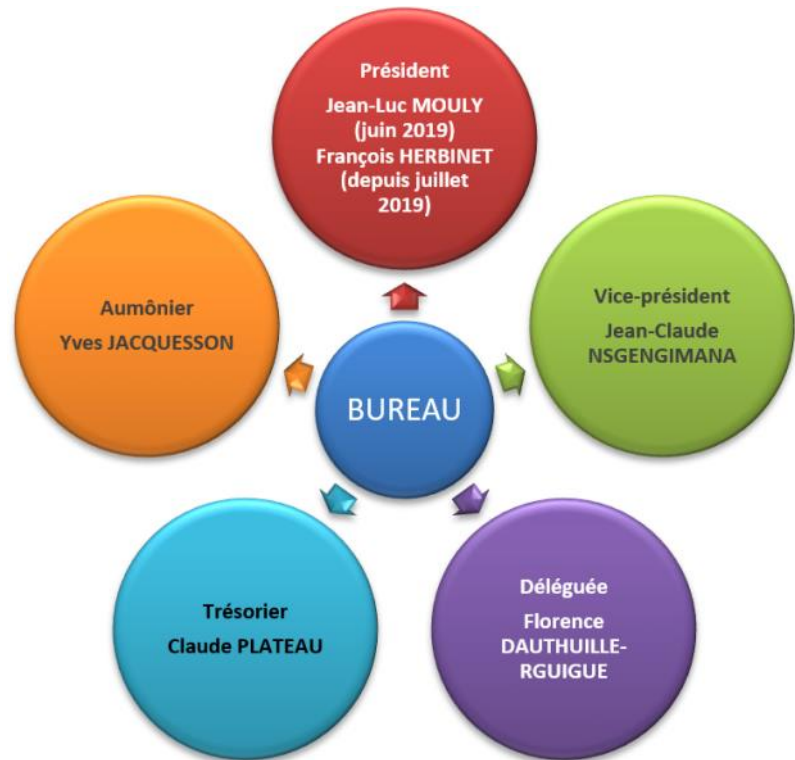 Président
Jean-Luc MOULY
(juin 2019)
François HERBINET
(depuis juillet
2019)
Aumônier
Yves JACQUESSON
Vice-président
Jean-Claude
NSGENGIMANA
BUREAU
Trésorier
Claude PLATEAU
Déléguée
Florence
DAUTHUILLE-
RGUIGUE